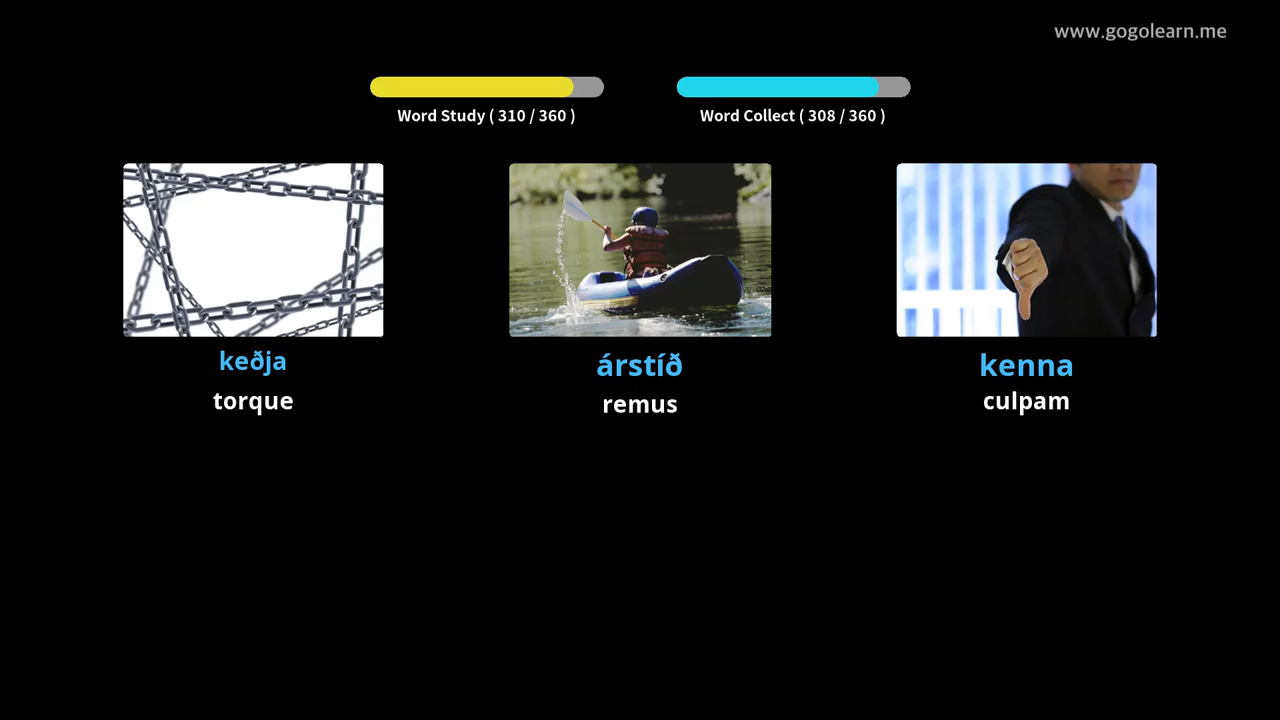 www.gogolearn.me
Word Study ( 310 / 360 )
Word Collect ( 308 / 360 )
keðja
torque
árstíð
remus
kenna
culpam